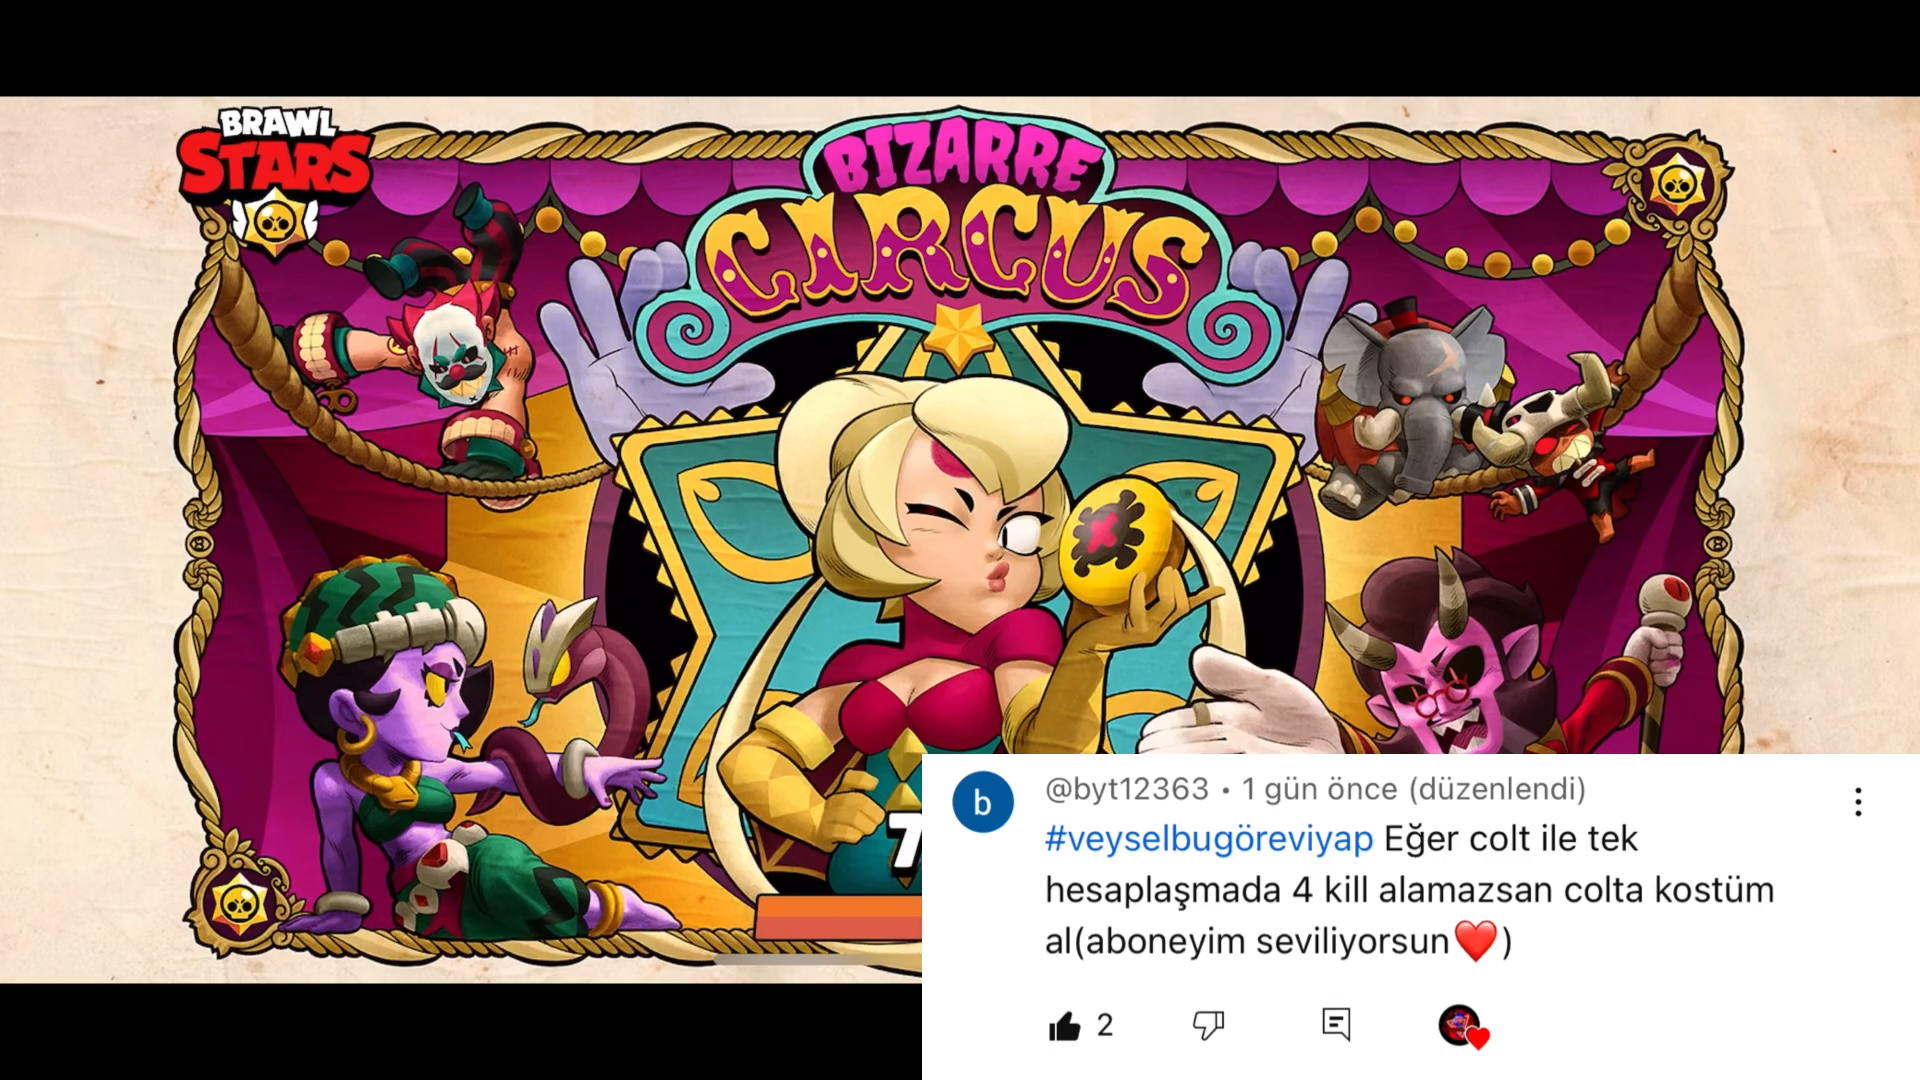 BRAWL
STARS
BIZARRE
CIRCUS
7
b
@byt12363 • 1 gün önce (düzenlendi)
#veyselbugöreviyap Eğer colt ile tek
hesaplaşmada 4 kill alamazsan colta kostüm
al(aboneyim seviliyorsun❤️)
2